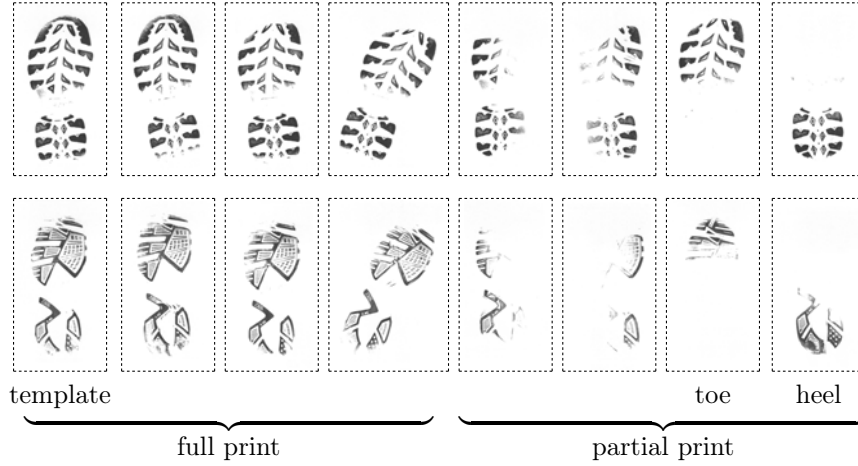 template
toe
heel
full print
partial print